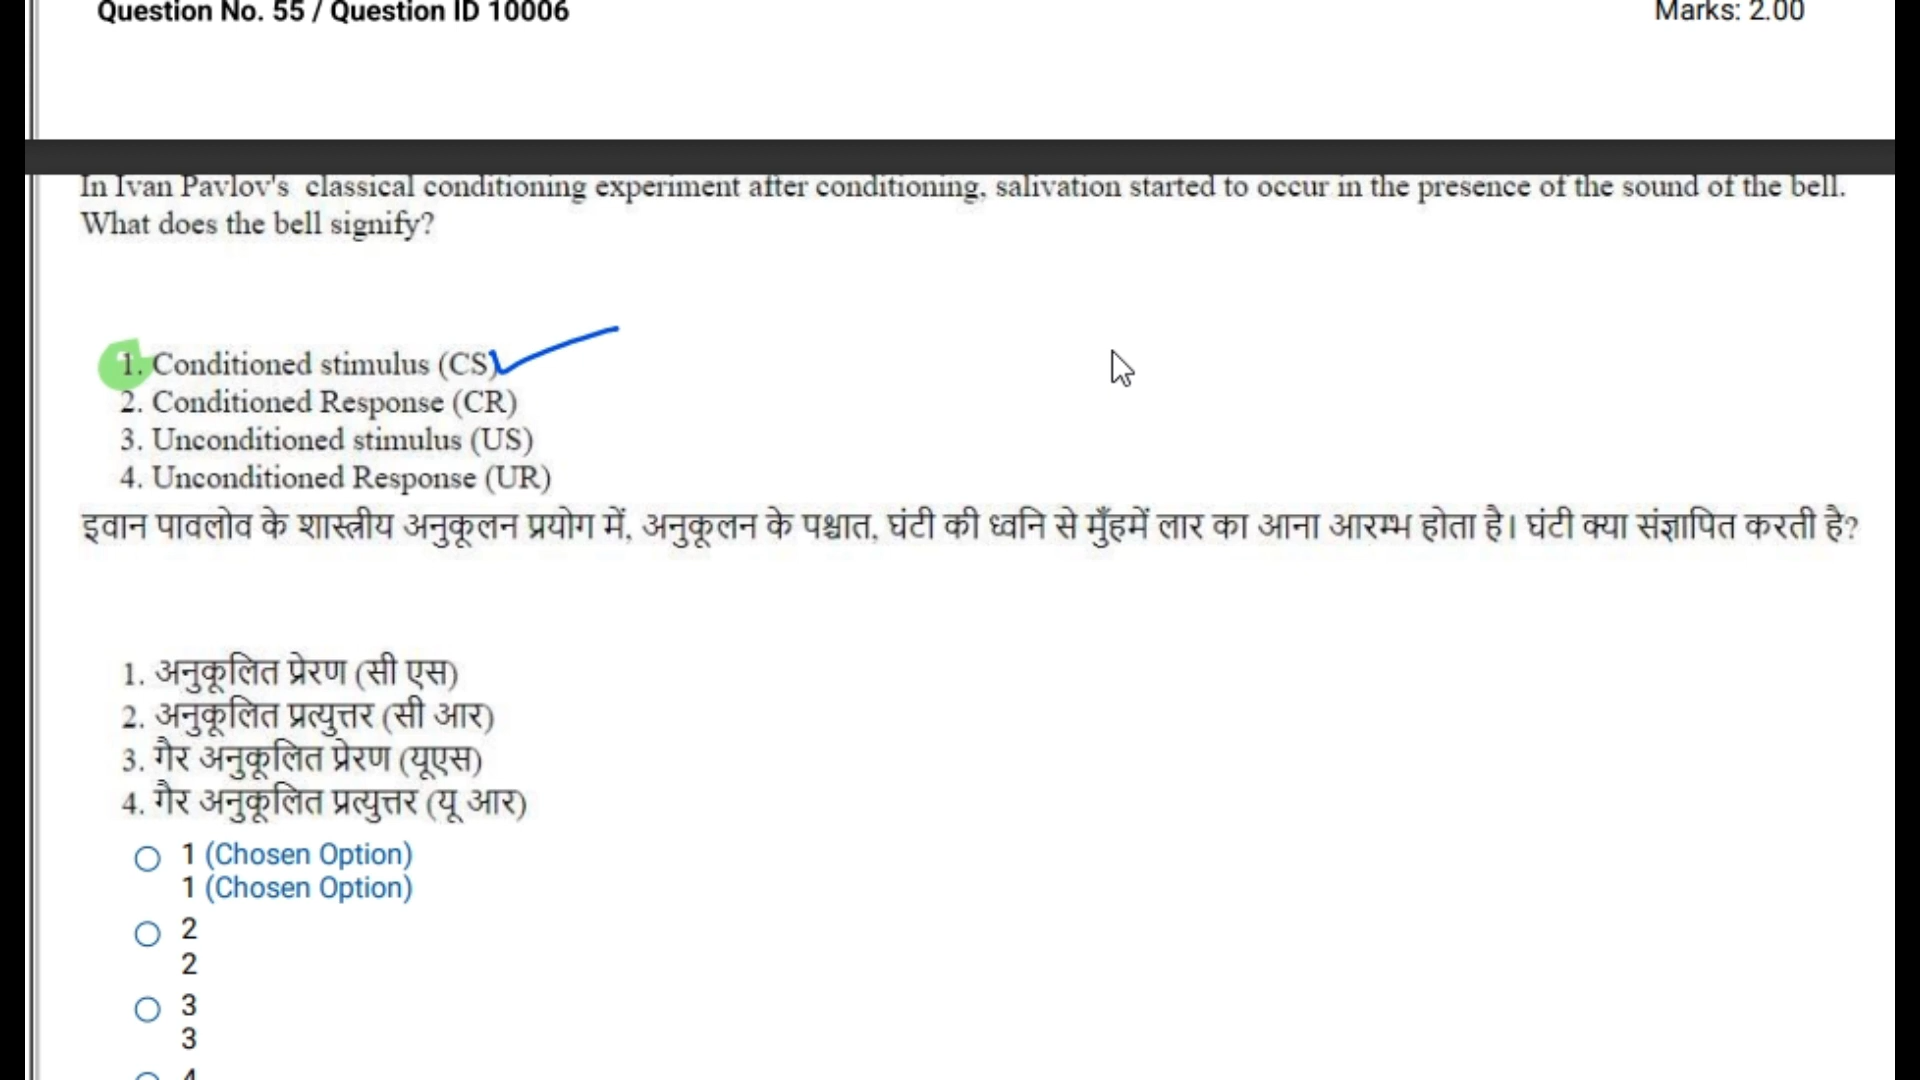 Question No. 55 / Question ID 10006
Marks: 2.00
In Ivan Pavlov's classical conditioning experiment after conditioning, salivation started to occur in the presence of the sound of the bell.
What does the bell signify?
1. Conditioned stimulus (CS)
2. Conditioned Response (CR)
3. Unconditioned stimulus (US)
4. Unconditioned Response (UR)
इवान पावलोव के शास्त्रीय अनुकूलन प्रयोग में, अनुकूलन के पश्चात, घंटी की ध्वनि से मुँहमें लार का आना आरम्भ होता है। घंटी क्या संज्ञापित करती है?
1. अनुकूलित प्रेरण (सी एस)
2. अनुकूलित प्रत्युत्तर (सी आर)
3. गैर अनुकूलित प्रेरण (यूएस)
4. गैर अनुकूलित प्रत्युत्तर (यू आर)
1 (Chosen Option)
1 (Chosen Option)
2
2
3
3
4